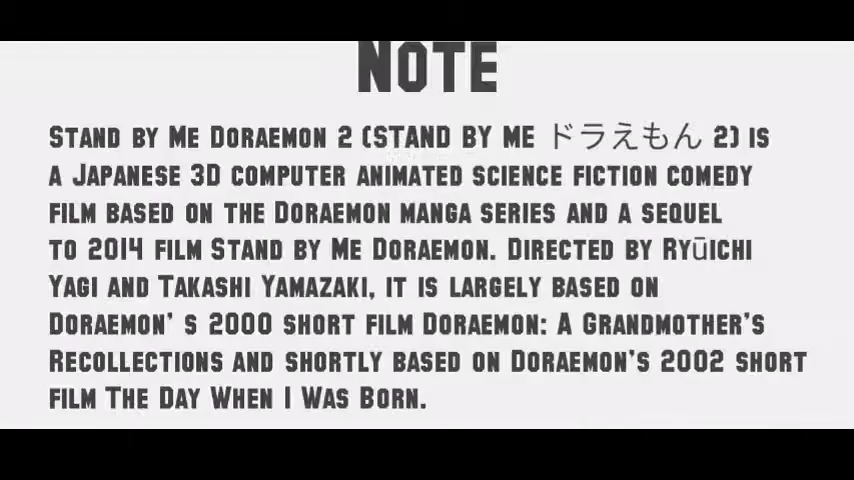 NOTE
Stand by Me Doraemon 2 (STAND BY ME ドラえもん 2) is
a Japanese 3D computer animated science fiction comedy
film based on the Doraemon manga series and a sequel
to 2014 film Stand by Me Doraemon. Directed by Ryūichi
Yagi and Takashi Yamazaki, it is largely based on
Doraemon' s 2000 short film Doraemon: A Grandmother's
Recollections and shortly based on Doraemon's 2002 short
film The Day When I Was Born.